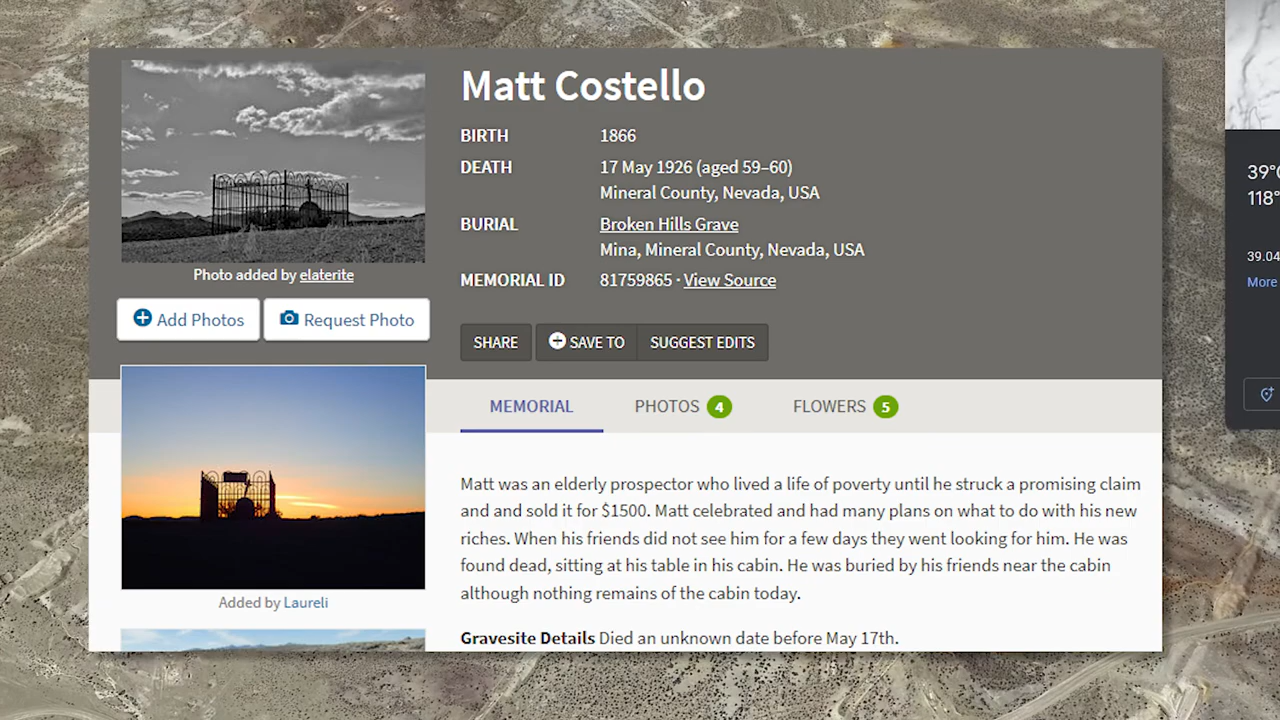 Matt Costello
BIRTH 1866
DEATH 17 May 1926 (aged 59–60)
Mineral County, Nevada, USA
BURIAL Broken Hills Grave
Mina, Mineral County, Nevada, USA
MEMORIAL ID 81759865 · View Source
Photo added by elaterite
Add Photos Request Photo
SHARE SAVE TO SUGGEST EDITS
MEMORIAL PHOTOS 4 FLOWERS 5
Matt was an elderly prospector who lived a life of poverty until he struck a promising claim
and and sold it for $1500. Matt celebrated and had many plans on what to do with his new
riches. When his friends did not see him for a few days they went looking for him. He was
found dead, sitting at his table in his cabin. He was buried by his friends near the cabin
although nothing remains of the cabin today.
Gravesite Details Died an unknown date before May 17th.
Added by Laureli
39°
118°
39.04
More